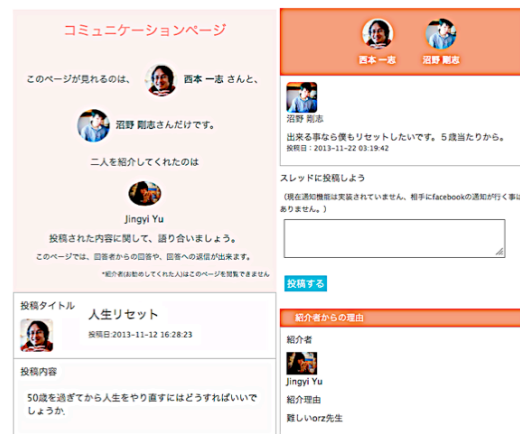 コミュニケーションページ
このページが見れるのは、 西本 一志 さんと、
沼野 剛志さんだけです。
二人を紹介してくれたのは
Jingyi Yu
投稿された内容に関して、語り合いましょう。
このページでは、回答者からの回答や、回答への返信が出来ます。
*紹介者(お勧めしてくれた人)はこのページを閲覧できません
投稿タイトル
人生リセット
投稿日:2013-11-12 16:28:23
投稿内容
50歳を過ぎてから人生をやり直すにはどうすればいいで
しょうか.
西本 一志 沼野 剛志
沼野 剛志
出来る事なら僕もリセットしたいです。５歳当たりから。
投稿日：2013-11-22 03:19:42
スレッドに投稿しよう
（現在通知機能は実装されていません、相手にfacebookの通知が行く事は
ありません。）
投稿する
紹介者からの理由
紹介者
Jingyi Yu
紹介理由
難しいorz先生